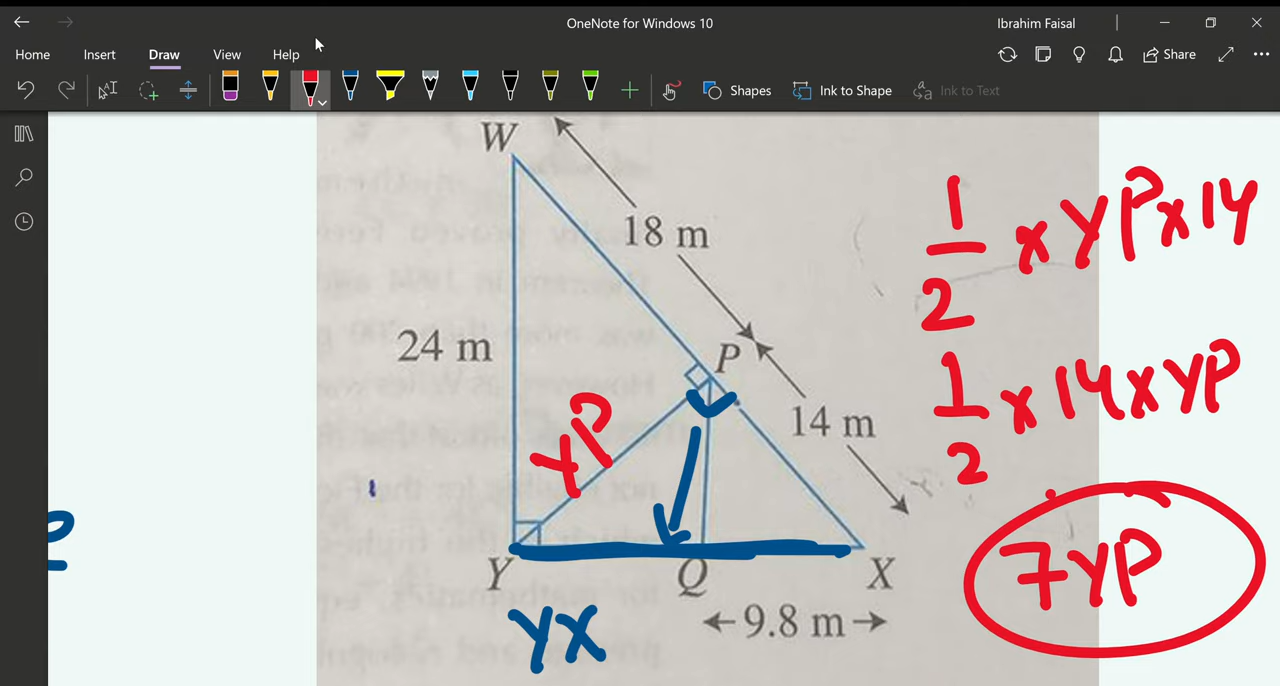 OneNote for Windows 10
Ibrahim Faisal
Home Insert Draw View Help
Share
Shapes
Ink to Shape
Ink to Text
W
18 m
24 m
P
14 m
YP
Y
Q
X
9.8 m
YX
1/2 x YP x 14
1/2 x 14 x YP
7YP